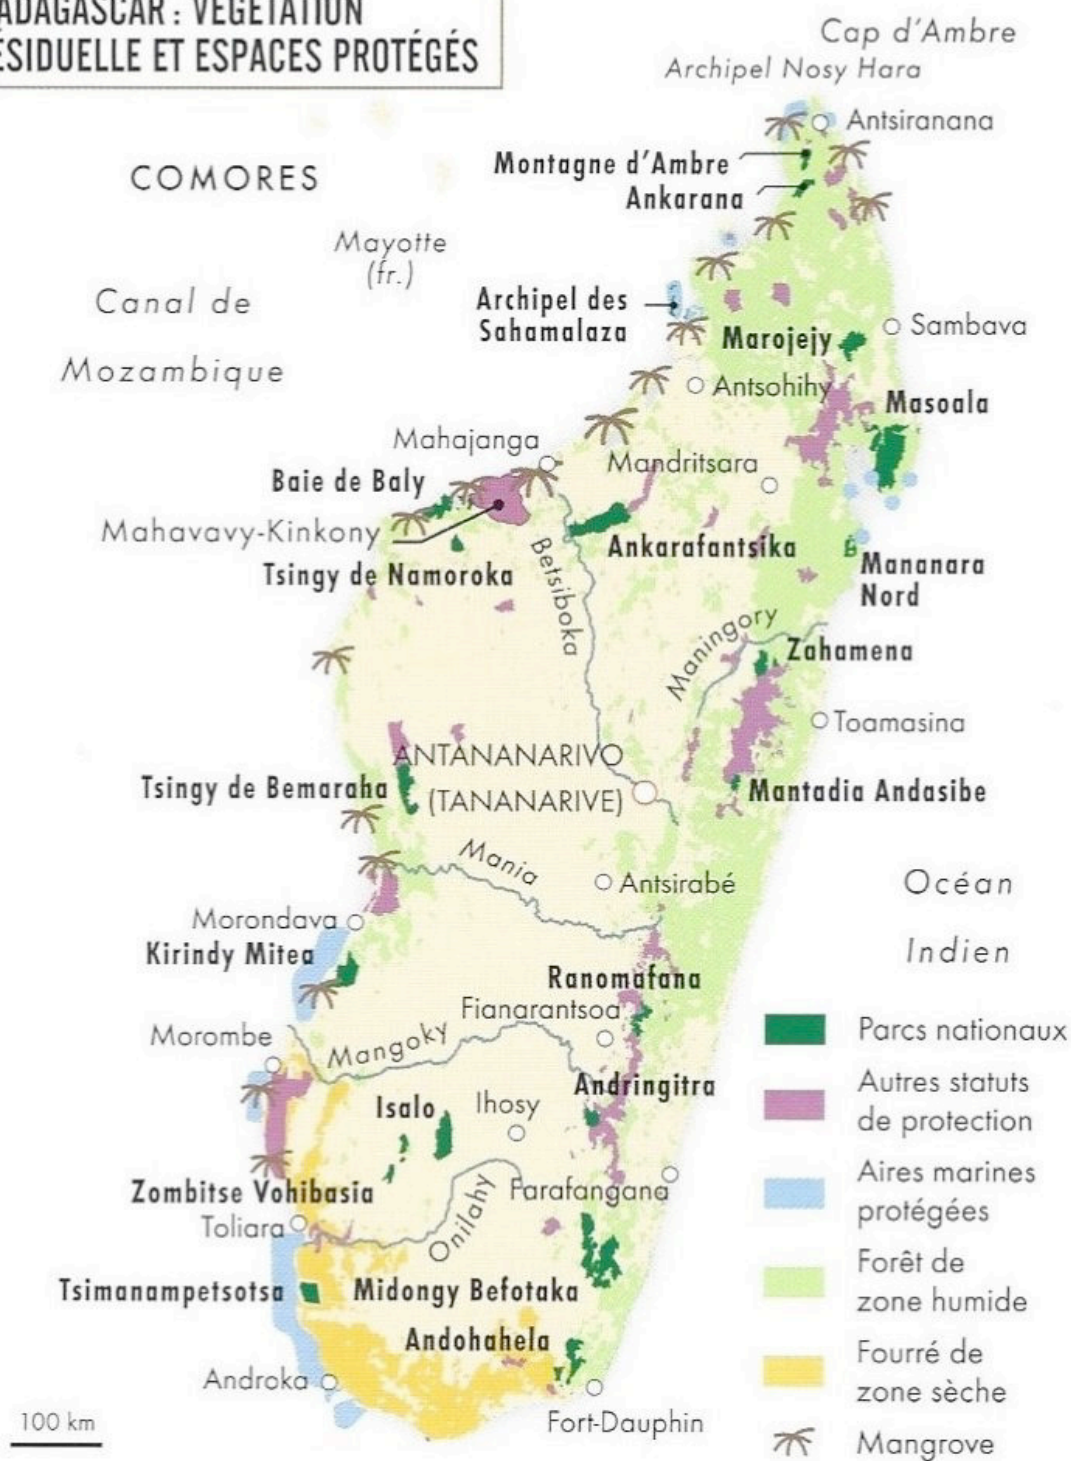 ADAGASCAR : VÉGÉTATION
ÉSIDUELLE ET ESPACES PROTÉGÉS
Cap d'Ambre
Archipel Nosy Hara
Antsiranana
Montagne d'Ambre
Ankarana
COMORES
Mayotte
(fr.)
Canal de
Mozambique
Archipel des
Sahamalaza
Marojejy
Sambava
Antsohihy
Masoala
Mahajanga
Mandritsara
Baie de Baly
Mahavavy-Kinkony
Ankarafantsika
Tsingy de Namoroka
Betsiboka
Mananara
Nord
Maningory
Zahamena
Toamasina
ANTANANARIVO
(TANANARIVE)
Tsingy de Bemaraha
Mantadia Andasibe
Mania
Antsirabé
Océan
Indien
Morondava
Kirindy Mitea
Ranomafana
Fianarantsoa
Morombe
Mangoky
Andringitra
Isalo
Ihosy
Zombitse Vohibasia
Farafangana
Toliara
Onilahy
Tsimanampetsotsa
Midongy Befotaka
Andohahela
Androka
Fort-Dauphin
100 km
Parcs nationaux
Autres statuts
de protection
Aires marines
protégées
Forêt de
zone humide
Fourré de
zone sèche
Mangrove